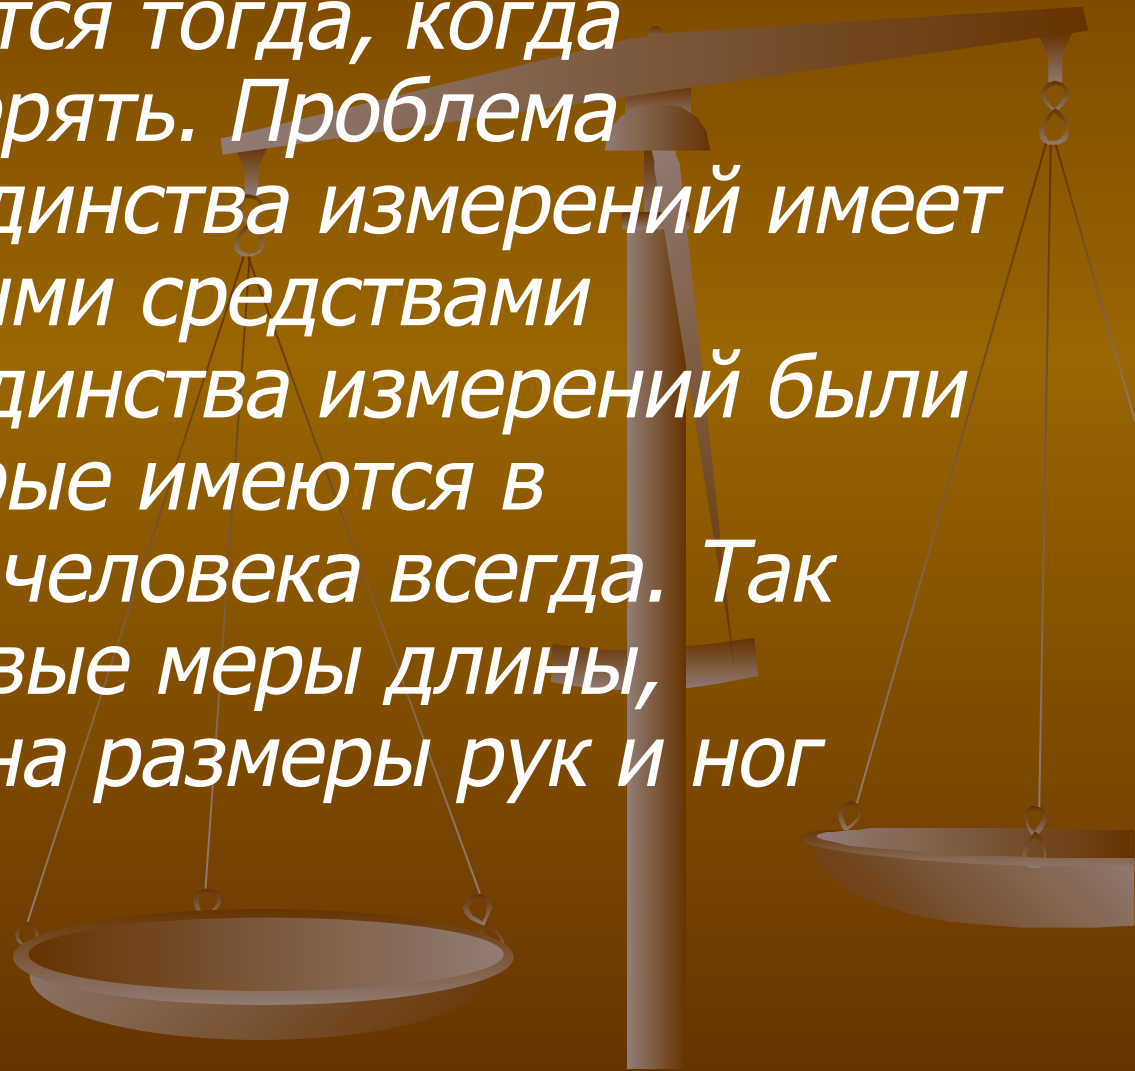 тся тогда, когда
рять. Проблема
динства измерений имеет
ми средствами
динства измерений были
рые имеются в
человека всегда. Так
вые меры длины,
на размеры рук и ног